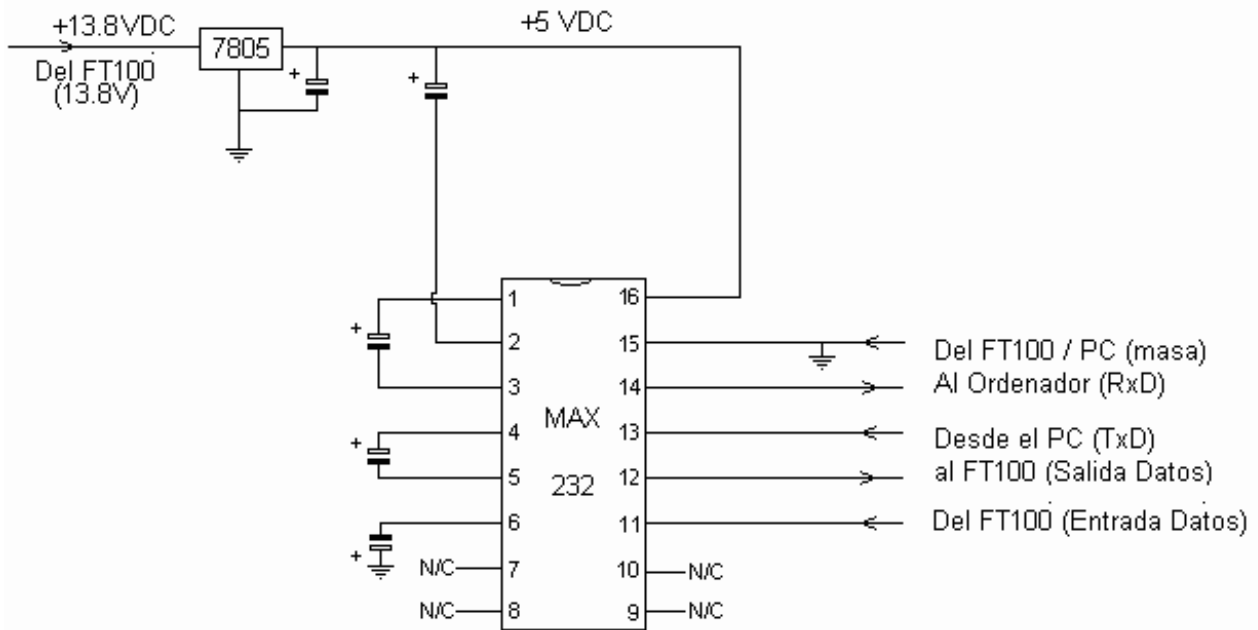 +13.8VDC
+5 VDC
7805
Del FT100
(13.8V)
+
+
1
16
+
2
15
Del FT100 / PC (masa)
3
14
Al Ordenador (RxD)
MAX
4
13
Desde el PC (TxD)
+
5
232
12
al FT100 (Salida Datos)
6
11
Del FT100 (Entrada Datos)
+
N/C
7
10
N/C
N/C
8
9
N/C